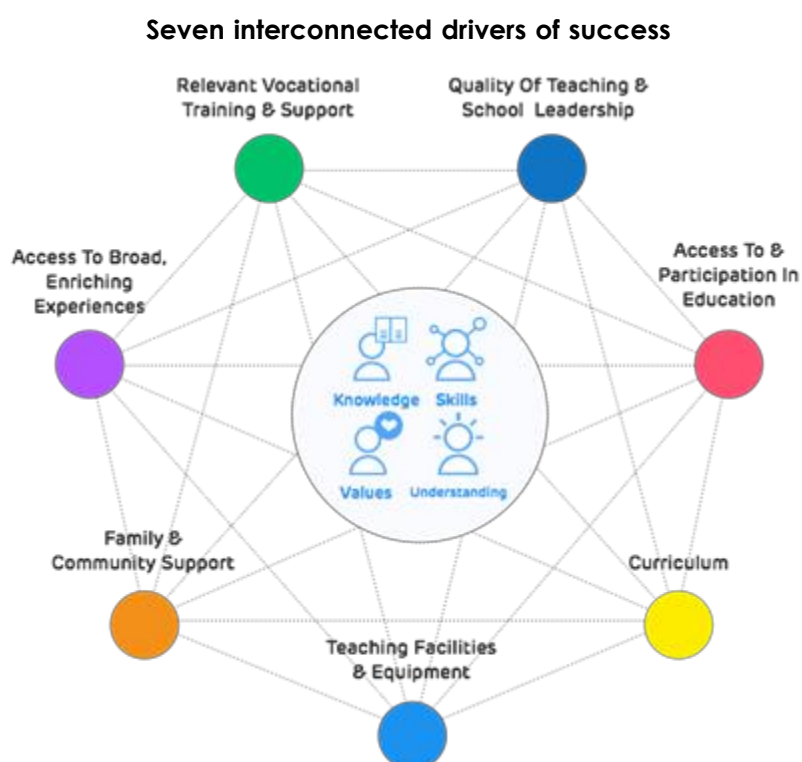 Seven interconnected drivers of success
Relevant Vocational
Training & Support
Quality Of Teaching &
School Leadership
Access To Broad,
Enriching
Experiences
Access To &
Participation In
Education
Knowledge Skills
Values Understanding
Family &
Community Support
Curriculum
Teaching Facilities
& Equipment